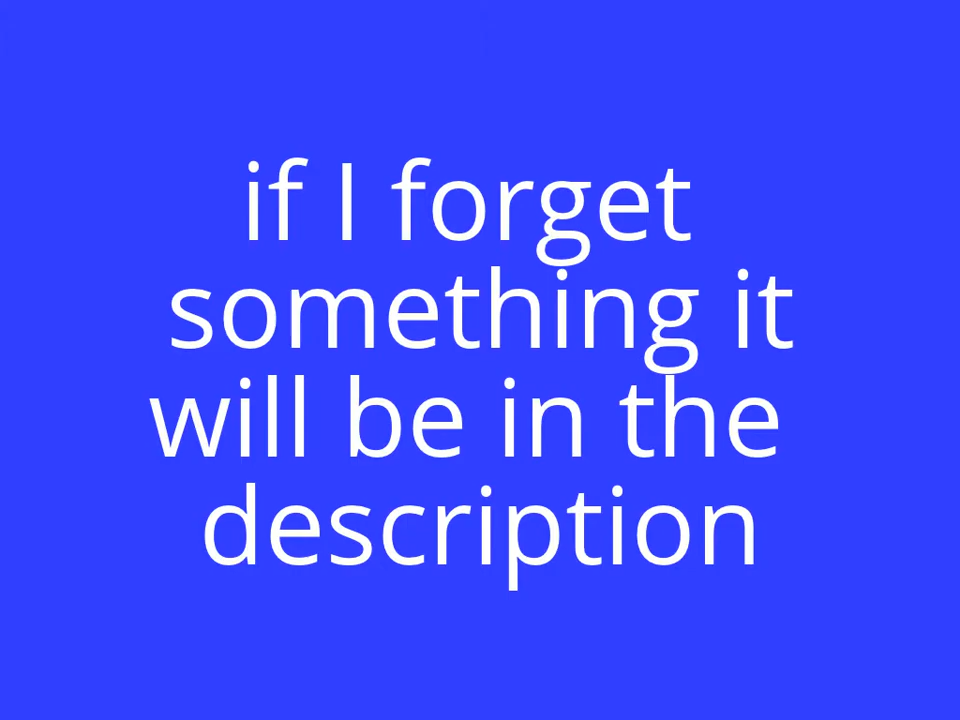 if I forget
something it
will be in the
description